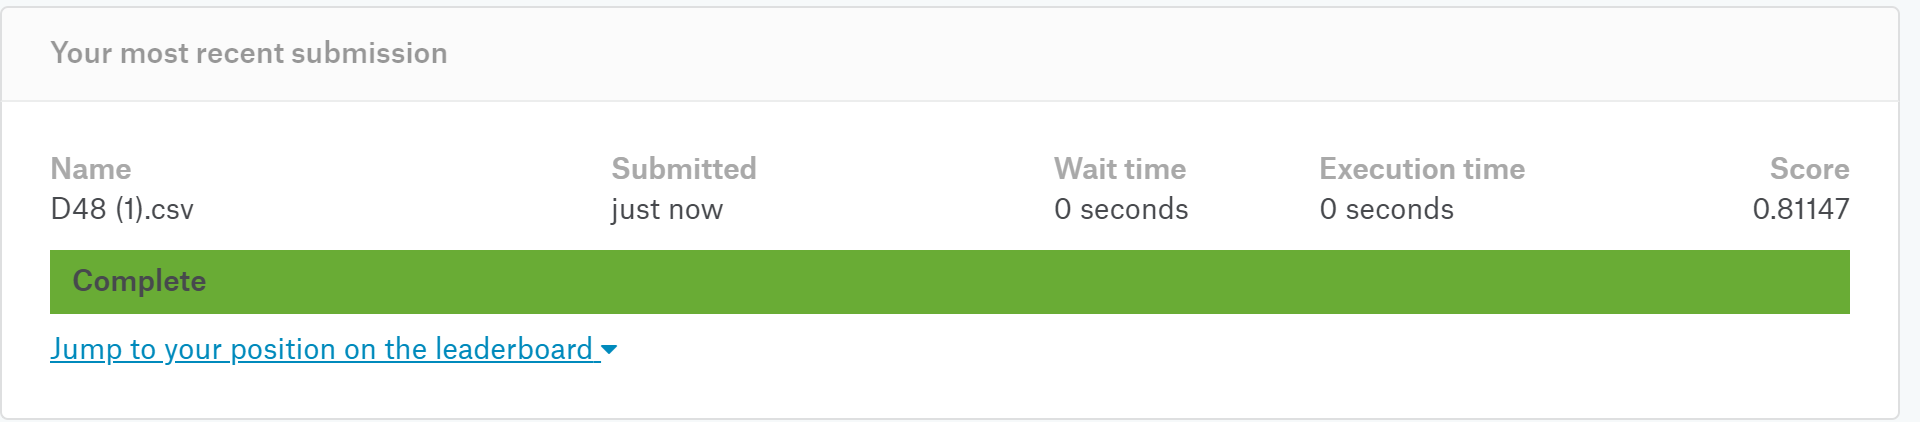 Your most recent submission
Name Submitted Wait time Execution time Score
D48 (1).csv just now 0 seconds 0 seconds 0.81147
Complete
Jump to your position on the leaderboard